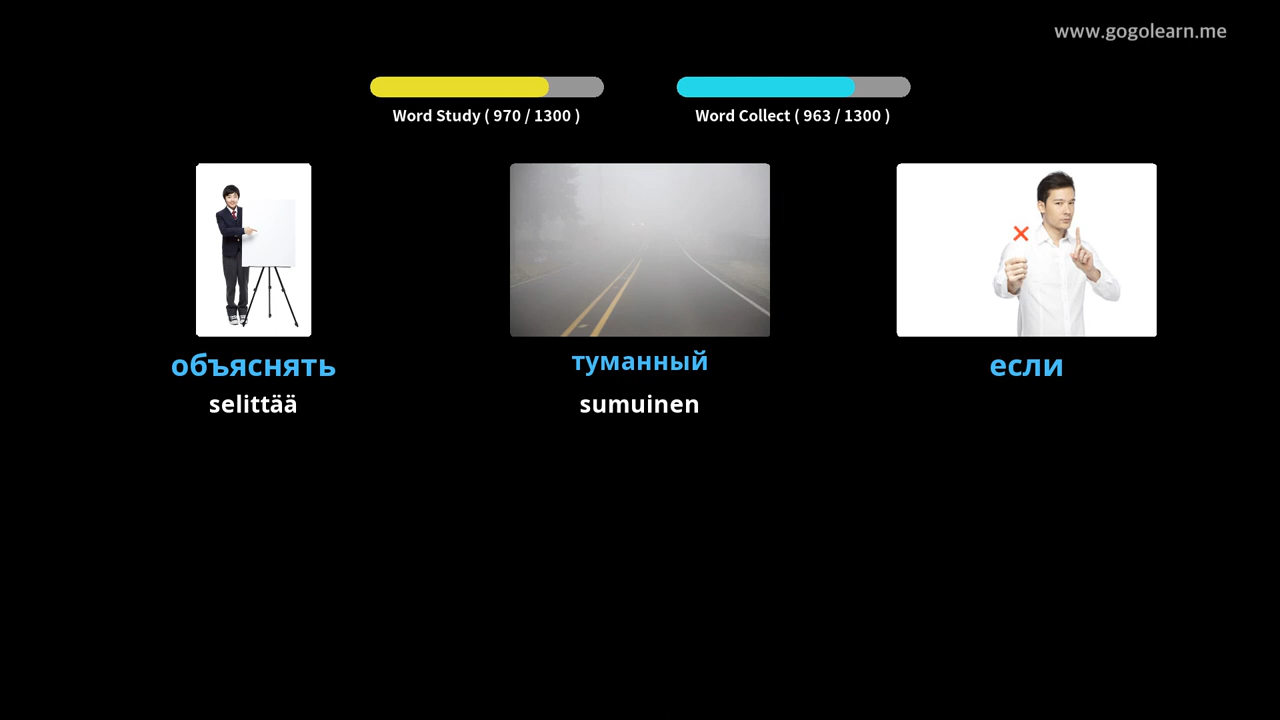 www.gogolearn.me
Word Study ( 970 / 1300 )
Word Collect ( 963 / 1300 )
объяснять
туманный
если
selittää
sumuinen